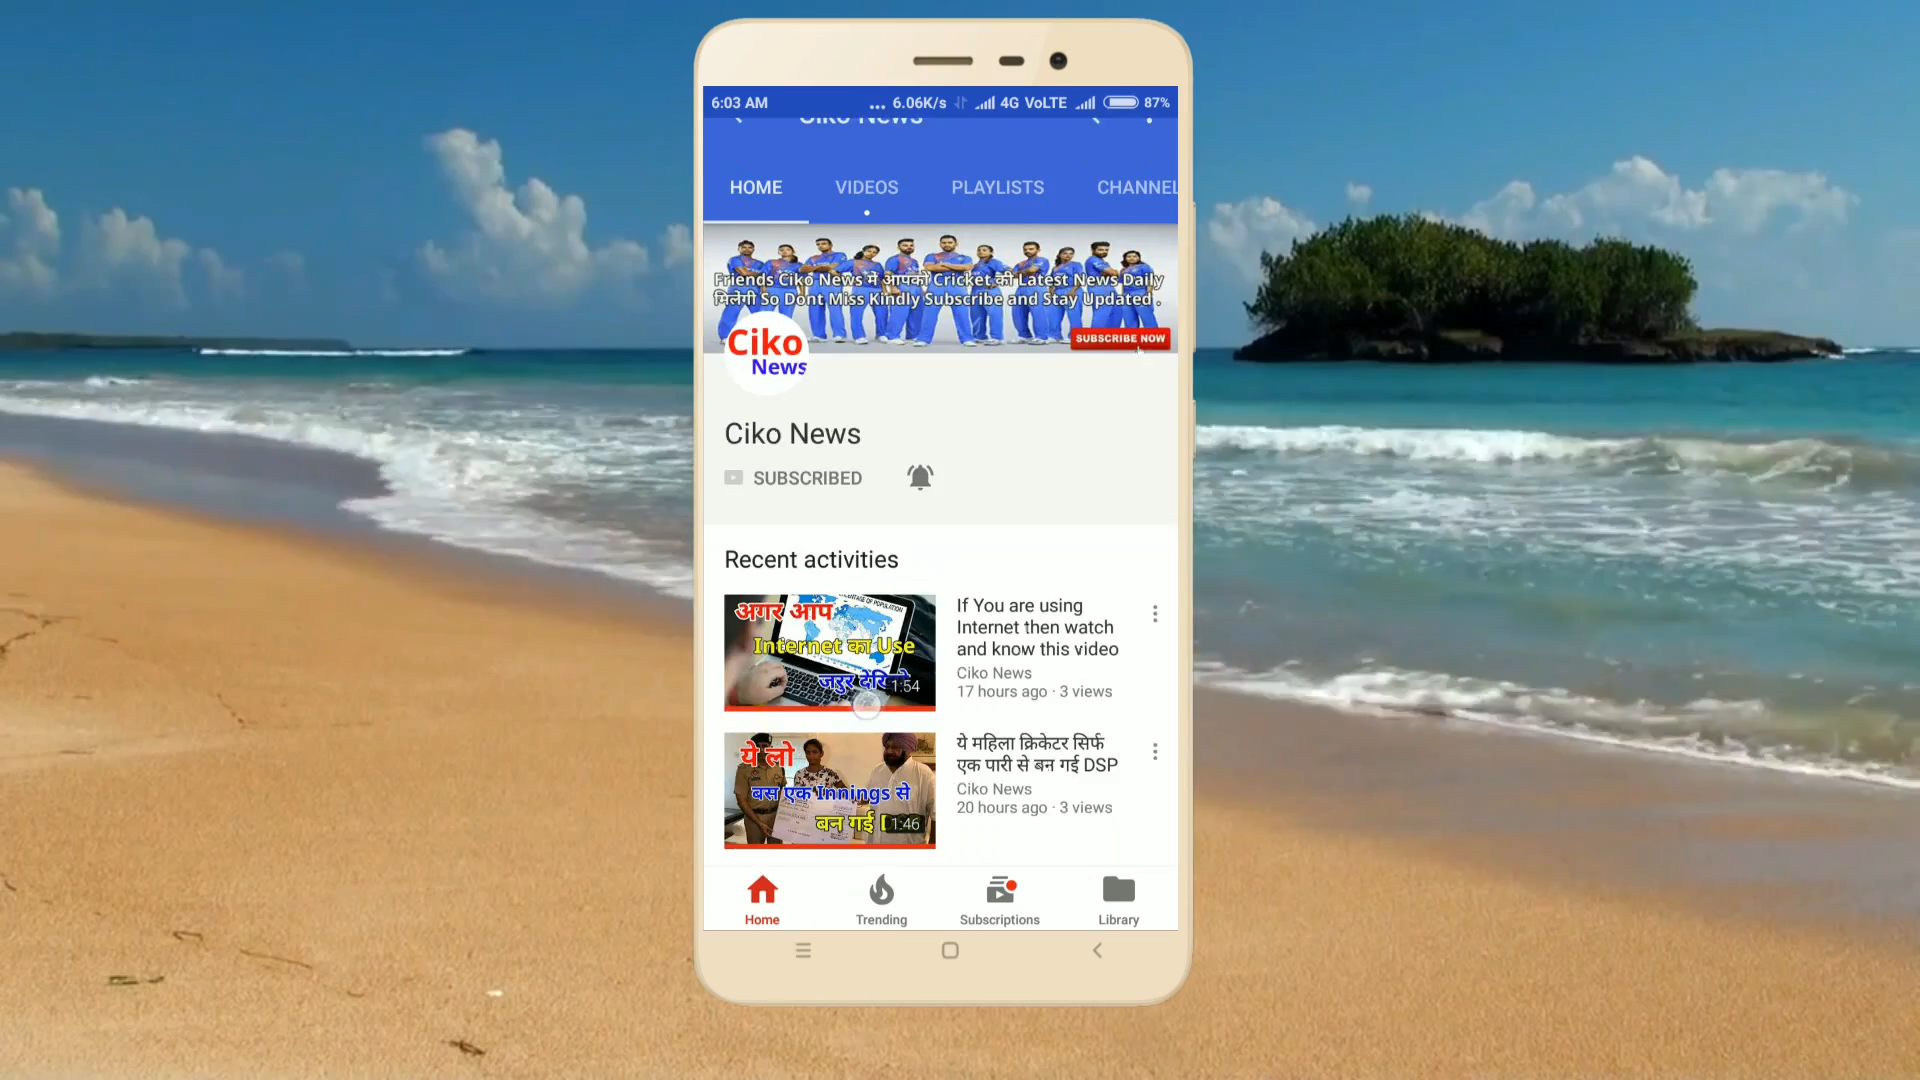 6:03 AM
... 6.06K/s 4G VoLTE 87%
Ciko News
HOME VIDEOS PLAYLISTS CHANNEL
Friends Ciko News में आपको Cricket की Latest News Daily
मिलेगी So Dont Miss Kindly Subscribe and Stay Updated .
SUBSCRIBE NOW
Ciko
News
Ciko News
SUBSCRIBED
Recent activities
अगर आप
Internet का Use
जरुर
1:54
If You are using
Internet then watch
and know this video
Ciko News
17 hours ago · 3 views
ये लो
बस एक Innings से
बन गई
1:46
ये महिला क्रिकेटर सिर्फ
एक पारी से बन गई DSP
Ciko News
20 hours ago · 3 views
Home Trending Subscriptions Library